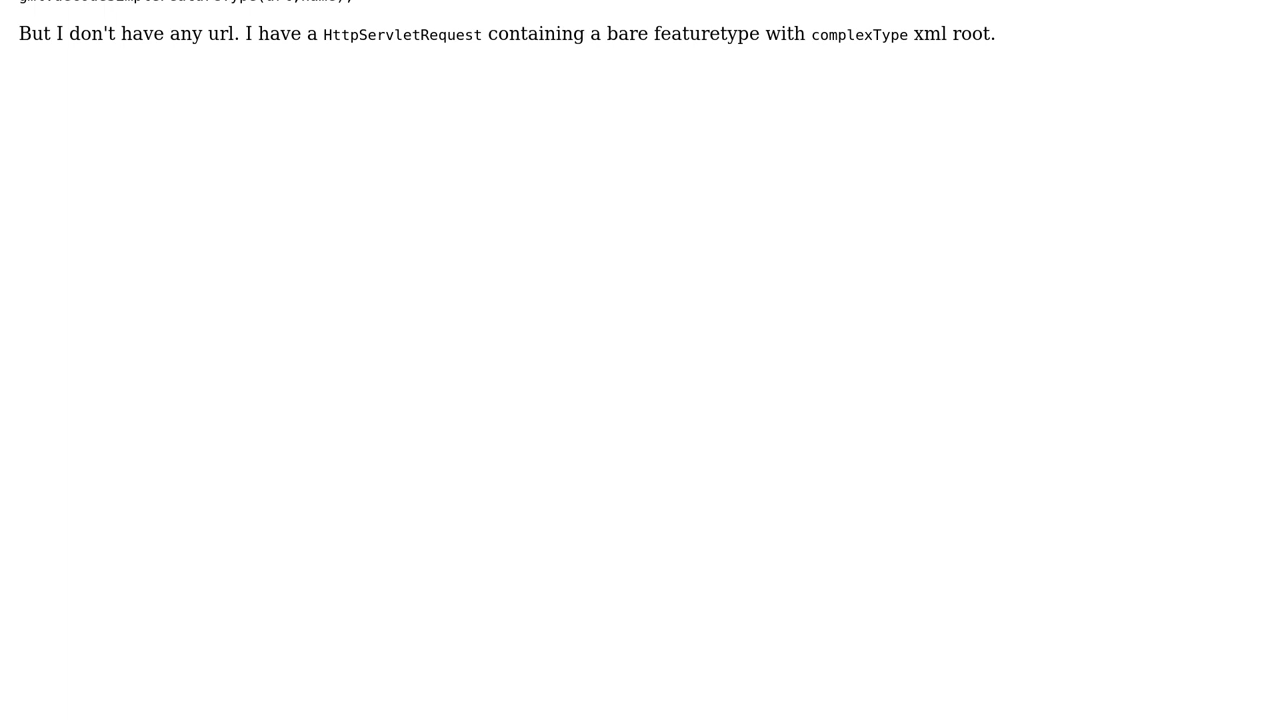 But I don't have any url. I have a HttpServletRequest containing a bare featuretype with complexType xml root.